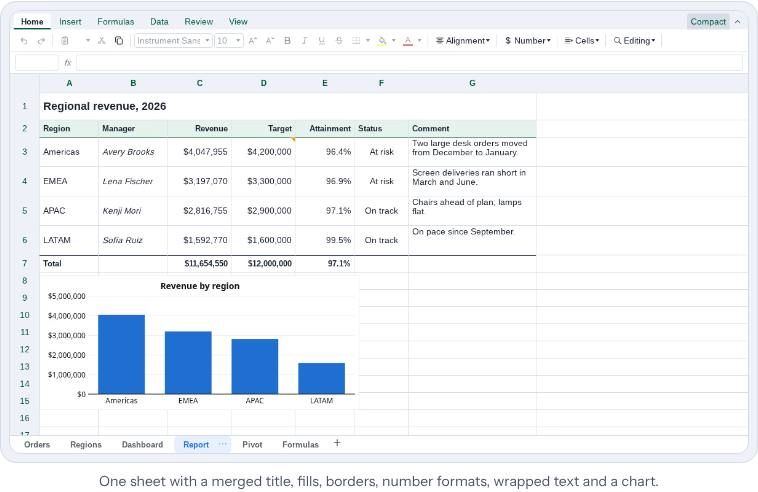 Home Insert Formulas Data Review View Compact
Instrument Sans 10 A A B I U S A Alignment $ Number Cells Editing
fx
A B C D E F G
1 Regional revenue, 2026
2 Region Manager Revenue Target Attainment Status Comment
3 Americas Avery Brooks $4,047,955 $4,200,000 96.4% At risk Two large desk orders moved
from December to January.
4 EMEA Lena Fischer $3,197,070 $3,300,000 96.9% At risk Screen deliveries ran short in
March and June.
5 APAC Kenji Mori $2,816,755 $2,900,000 97.1% On track Chairs ahead of plan; lamps
flat.
6 LATAM Sofia Ruiz $1,592,770 $1,600,000 99.5% On track On pace since September.
7 Total $11,654,550 $12,000,000 97.1%
8
Revenue by region
9 $5,000,000
10 $4,000,000
11 $3,000,000
12
$2,000,000
13
$1,000,000
14
15 $0
Americas EMEA APAC LATAM
16
17
Orders Regions Dashboard Report ... Pivot Formulas +
One sheet with a merged title, fills, borders, number formats, wrapped text and a chart.